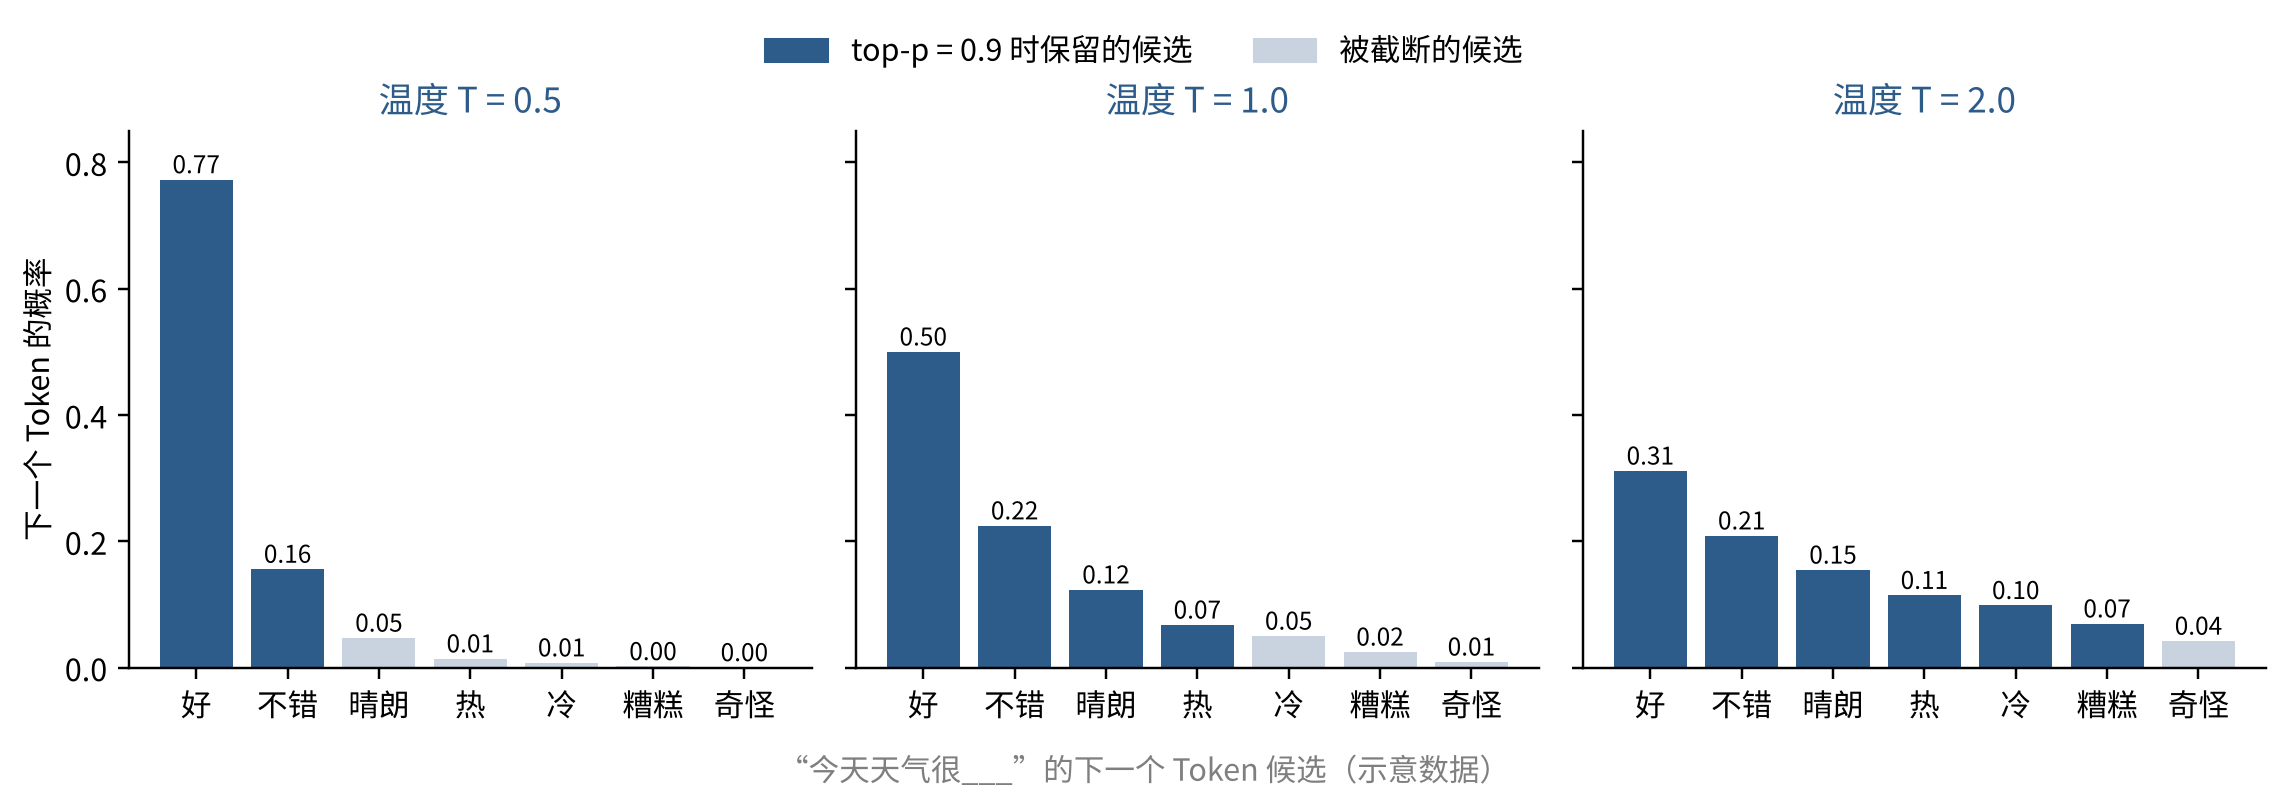 top-p = 0.9 时保留的候选 被截断的候选
温度 T = 0.5
温度 T = 1.0
温度 T = 2.0
下一个 Token 的概率
0.8
0.6
0.4
0.2
0.0
0.77
0.16
0.05
0.01
0.01
0.00
0.00
好 不错 晴朗 热 冷 糟糕 奇怪
0.50
0.22
0.12
0.07
0.05
0.02
0.01
好 不错 晴朗 热 冷 糟糕 奇怪
0.31
0.21
0.15
0.11
0.10
0.07
0.04
好 不错 晴朗 热 冷 糟糕 奇怪
“今天天气很___”的下一个 Token 候选（示意数据）